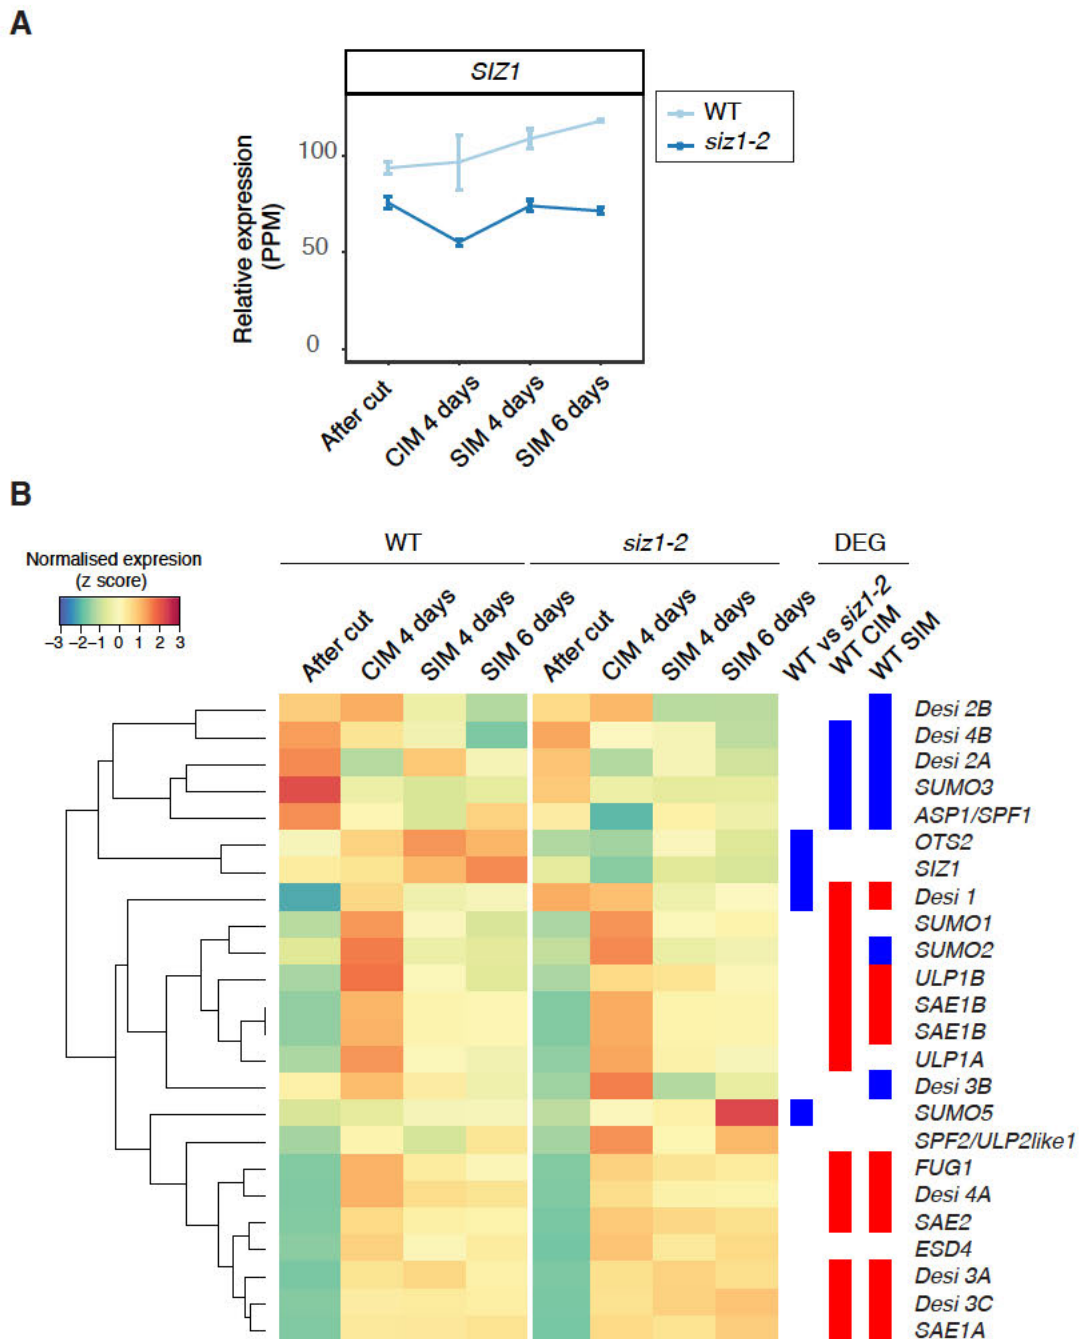 A
SIZ1
WT
siz1-2
Relative expression
(PPM)
100
50
0
After cut
CIM 4 days
SIM 4 days
SIM 6 days
B
WT
siz1-2
DEG
Normalised expresion
(z score)
−3 −2 −1 0 1 2 3
After cut
CIM 4 days
SIM 4 days
SIM 6 days
After cut
CIM 4 days
SIM 4 days
SIM 6 days
WT vs siz1-2
WT CIM
WT SIM
Desi 2B
Desi 4B
Desi 2A
SUMO3
ASP1/SPF1
OTS2
SIZ1
Desi 1
SUMO1
SUMO2
ULP1B
SAE1B
SAE1B
ULP1A
Desi 3B
SUMO5
SPF2/ULP2like1
FUG1
Desi 4A
SAE2
ESD4
Desi 3A
Desi 3C
SAE1A